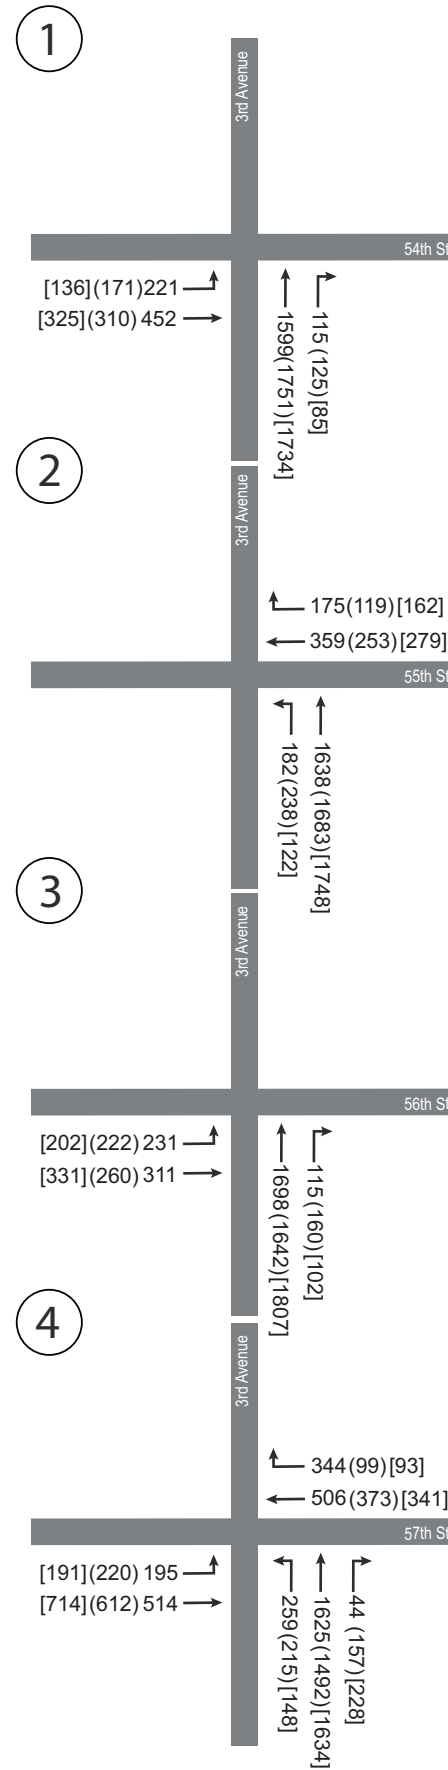 1
3rd Avenue
54th St
[136](171)221
[325](310) 452
1599(1751)[1734]
115 (125)[85]
2
3rd Avenue
175(119)[162]
359(253)[279]
55th St
182(238)[122]
1638(1683)[1748]
3
3rd Avenue
56th St
[202](222) 231
[331](260) 311
1698(1642)[1807]
115(160)[102]
4
3rd Avenue
344(99)[93]
506(373)[341]
57th St
[191](220) 195
[714](612) 514
259(215)[148]
1625(1492)[1634]
44 (157)[228]